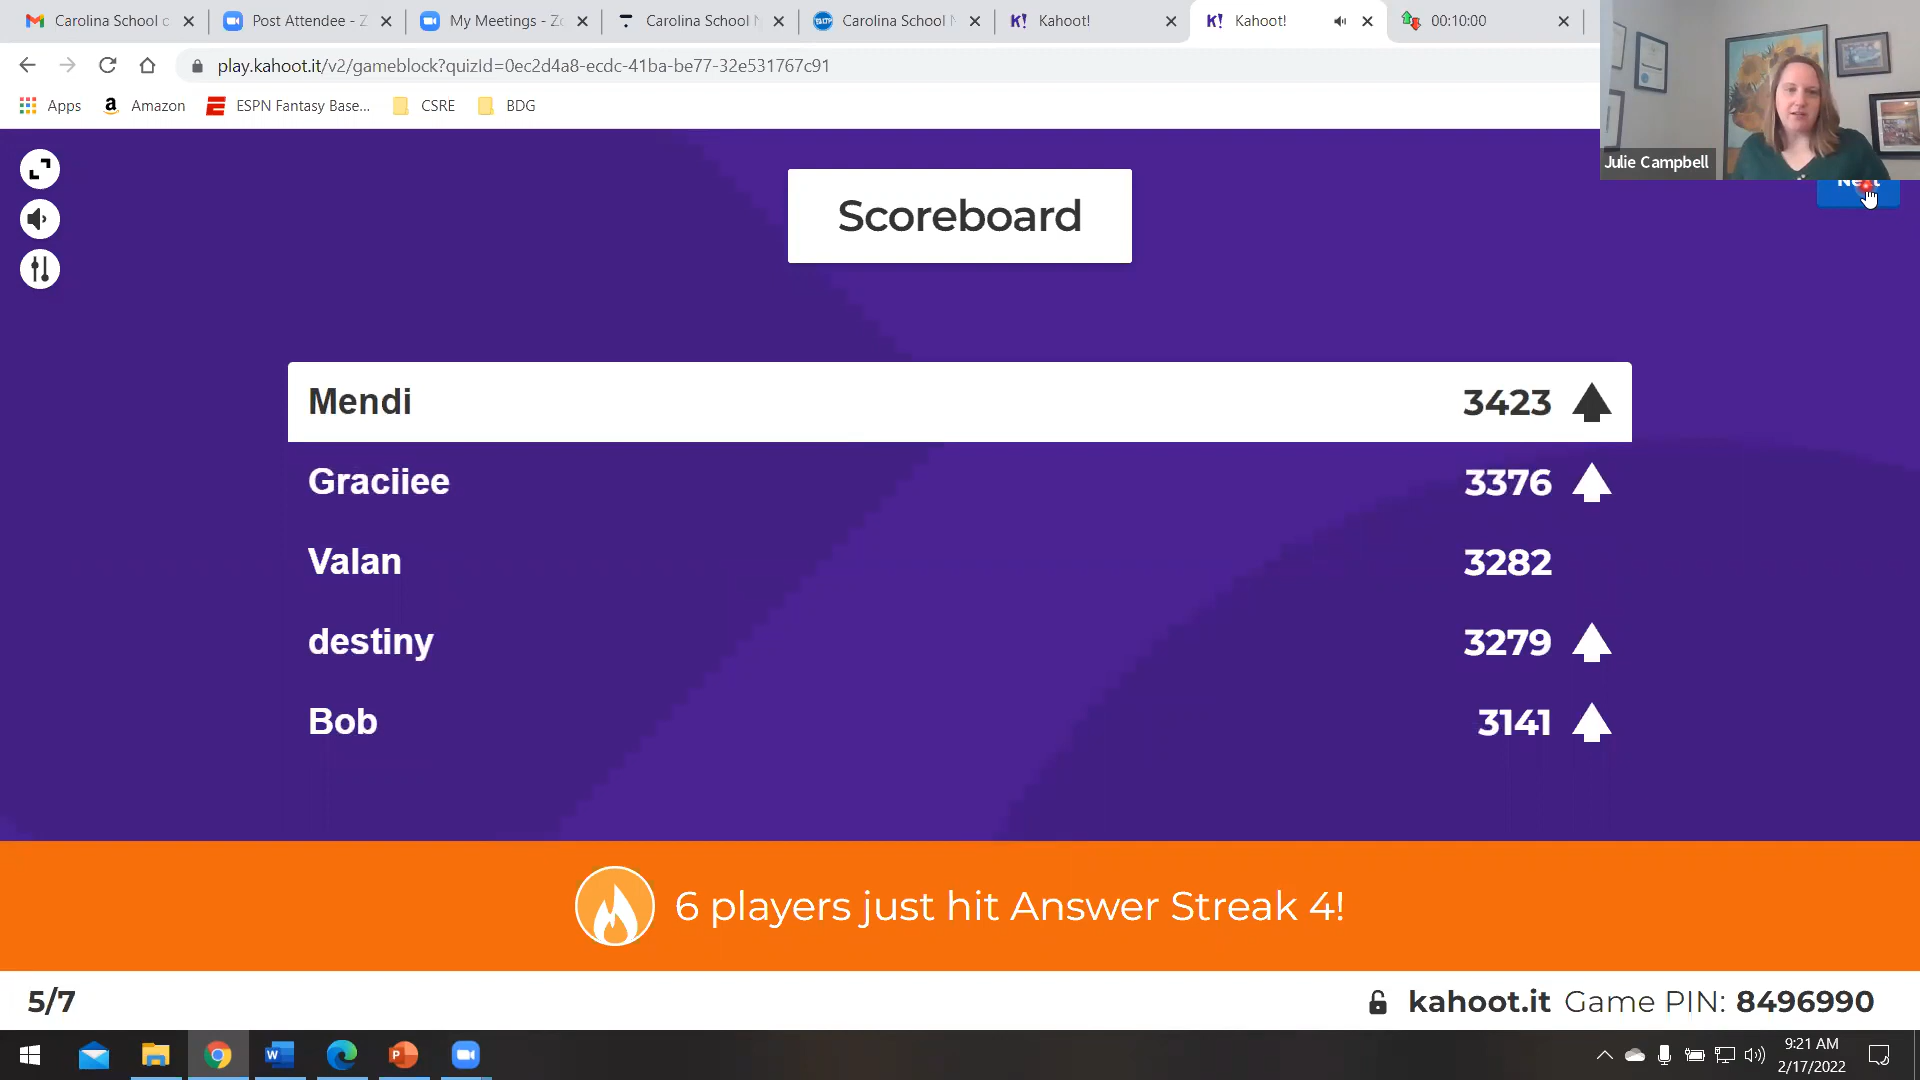 Carolina School c
Post Attendee - Z
My Meetings - Zo
Carolina School N
Carolina School N
K! Kahoot!
K! Kahoot!
00:10:00
play.kahoot.it/v2/gameblock?quizId=0ec2d4a8-ecdc-41ba-be77-32e531767c91
Apps
Amazon
ESPN Fantasy Base...
CSRE
BDG
Julie Campbell
Next
Scoreboard
Mendi 3423
Graciiee 3376
Valan 3282
destiny 3279
Bob 3141
6 players just hit Answer Streak 4!
5/7
kahoot.it Game PIN: 8496990
9:21 AM
2/17/2022